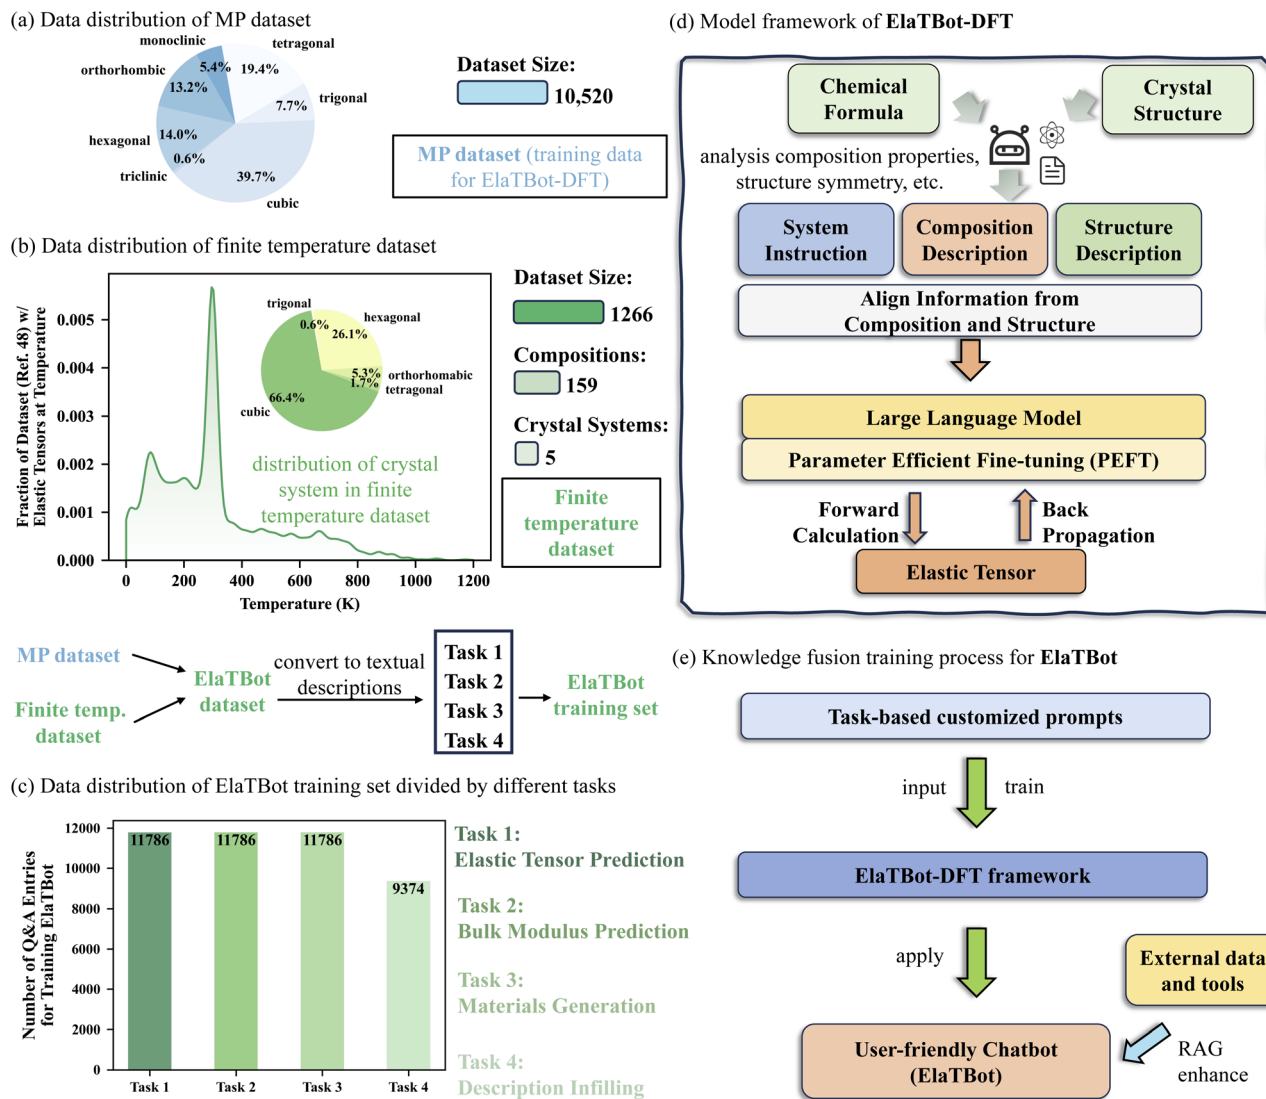 (a) Data distribution of MP dataset
monoclinic
tetragonal
5.4%
19.4%
orthorhombic
13.2%
trigonal
7.7%
hexagonal
14.0%
0.6%
triclinic
39.7%
cubic
Dataset Size:
10,520
MP dataset (training data
for ElaTBot-DFT)
(b) Data distribution of finite temperature dataset
Fraction of Dataset (Ref. 48) w/
Elastic Tensors at Temperature
0.005
0.004
0.003
0.002
0.001
0.000
0
200
400
600
800
1000
1200
Temperature (K)
trigonal
0.6%
hexagonal
26.1%
5.3%
orthorhomabic
1.7%
tetragonal
66.4%
cubic
distribution of crystal
system in finite
temperature dataset
Dataset Size:
1266
Compositions:
159
Crystal Systems:
5
Finite
temperature
dataset
MP dataset
Finite temp.
dataset
ElaTBot
dataset
convert to textual
descriptions
Task 1
Task 2
Task 3
Task 4
ElaTBot
training set
(c) Data distribution of ElaTBot training set divided by different tasks
Number of Q&A Entries
for Training ElaTBot
12000
10000
8000
6000
4000
2000
0
11786
11786
11786
9374
Task 1
Task 2
Task 3
Task 4
Task 1:
Elastic Tensor Prediction
Task 2:
Bulk Modulus Prediction
Task 3:
Materials Generation
Task 4:
Description Infilling
(d) Model framework of ElaTBot-DFT
Chemical
Formula
Crystal
Structure
analysis composition properties,
structure symmetry, etc.
System
Instruction
Composition
Description
Structure
Description
Align Information from
Composition and Structure
Large Language Model
Parameter Efficient Fine-tuning (PEFT)
Forward
Calculation
Back
Propagation
Elastic Tensor
(e) Knowledge fusion training process for ElaTBot
Task-based customized prompts
input
train
ElaTBot-DFT framework
apply
External data
and tools
User-friendly Chatbot
(ElaTBot)
RAG
enhance